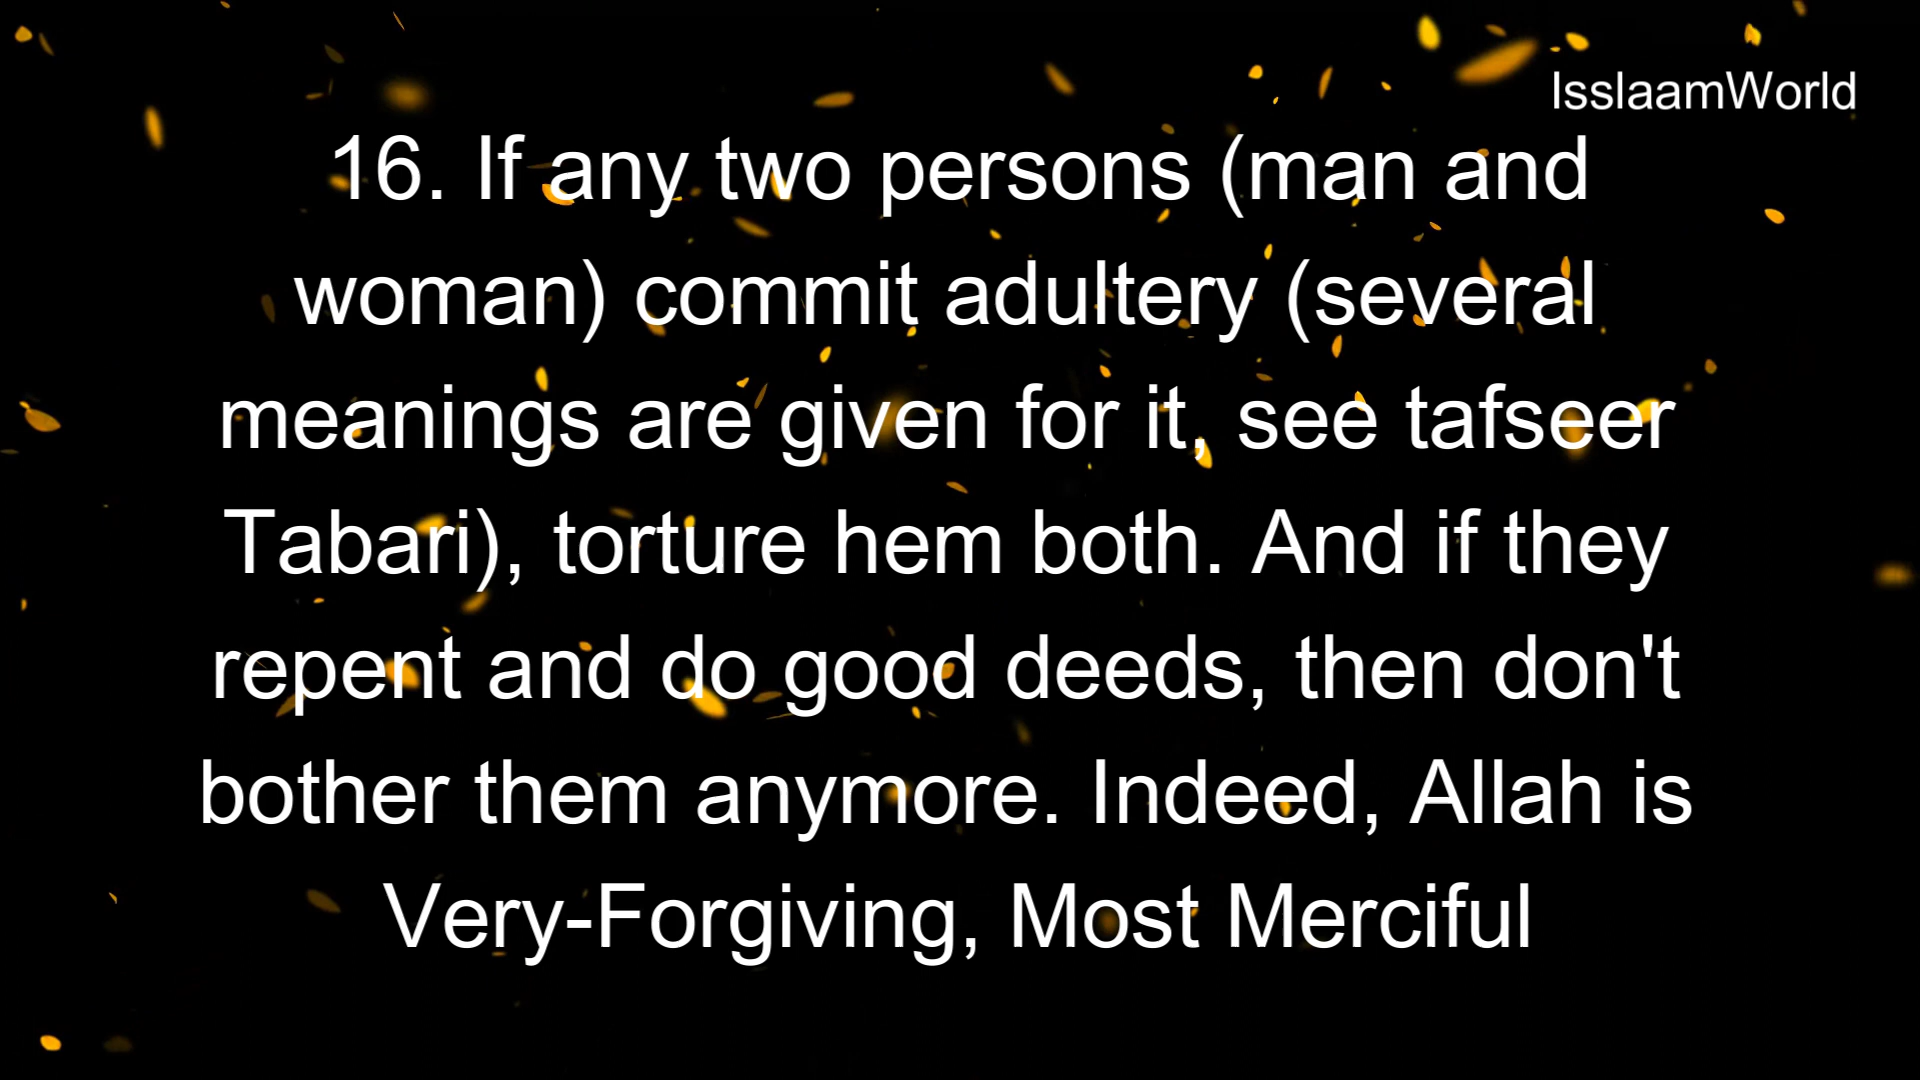 IsslaamWorld
16. If any two persons (man and
woman) commit adultery (several
meanings are given for it, see tafseer
Tabari), torture hem both. And if they
repent and do good deeds, then don't
bother them anymore. Indeed, Allah is
Very-Forgiving, Most Merciful